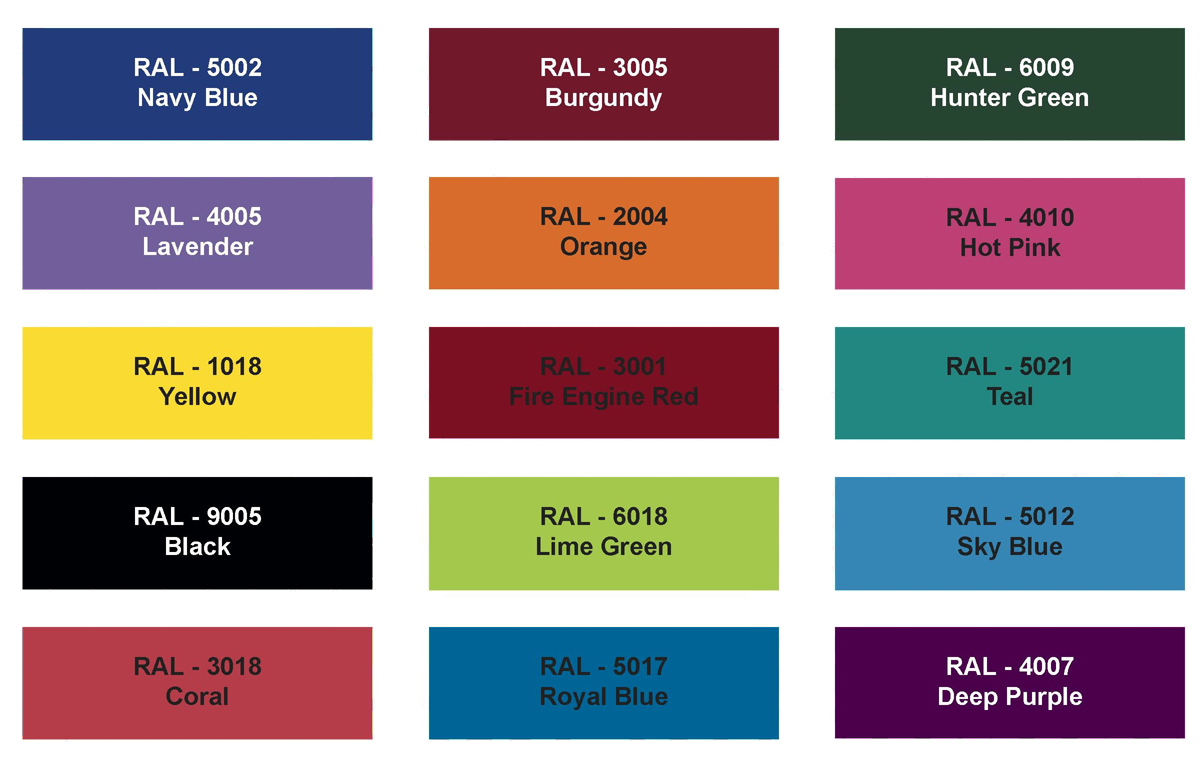 RAL - 5002
Navy Blue
RAL - 3005
Burgundy
RAL - 6009
Hunter Green
RAL - 4005
Lavender
RAL - 2004
Orange
RAL - 4010
Hot Pink
RAL - 1018
Yellow
RAL - 3001
Fire Engine Red
RAL - 5021
Teal
RAL - 9005
Black
RAL - 6018
Lime Green
RAL - 5012
Sky Blue
RAL - 3018
Coral
RAL - 5017
Royal Blue
RAL - 4007
Deep Purple